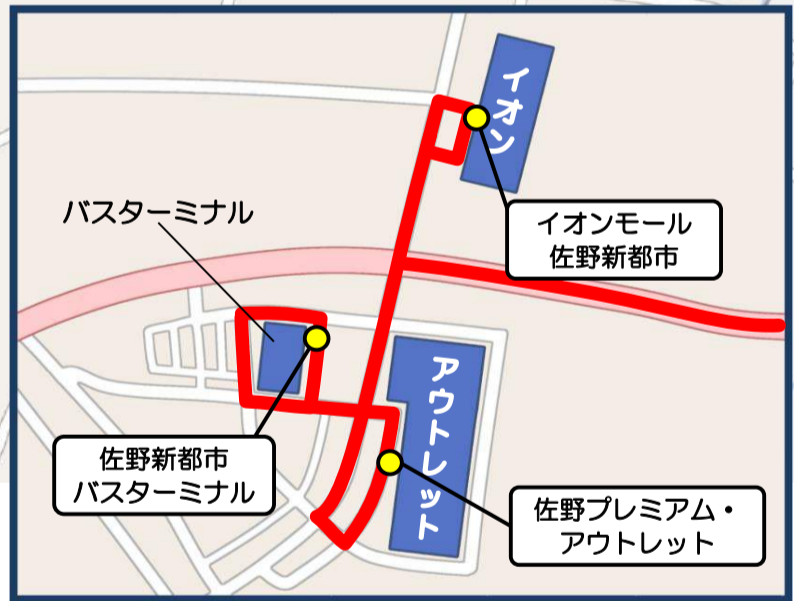 イオン
イオンモール
佐野新都市
バスターミナル
アウトレット
佐野新都市
バスターミナル
佐野プレミアム・
アウトレット